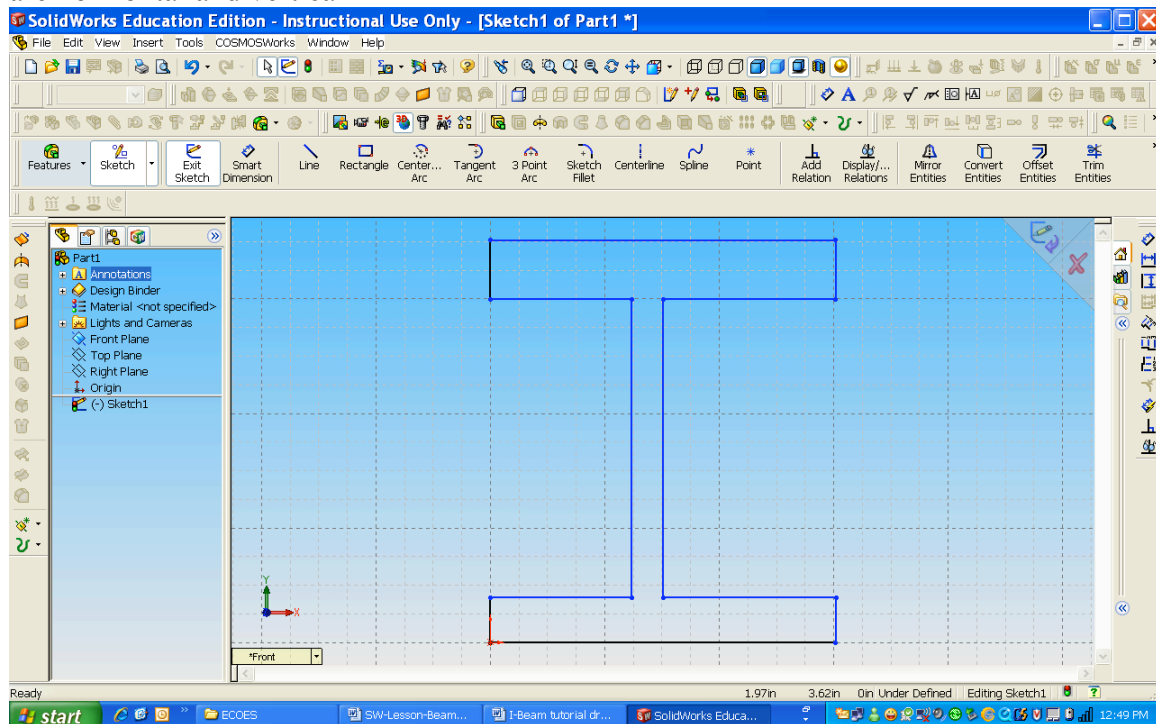 SolidWorks Education Edition - Instructional Use Only - [Sketch1 of Part1 *]
File Edit View Insert Tools COSMOSWorks Window Help
Features Sketch Exit Sketch Smart Dimension Line Rectangle Center... Arc Tangent Arc 3 Point Arc Sketch Fillet Centerline Spline Point Add Relation Display/... Relations Mirror Entities Convert Entities Offset Entities Trim Entities
Part1
Annotations
Design Binder
Material <not specified>
Lights and Cameras
Front Plane
Top Plane
Right Plane
Origin
(-) Sketch1
Y
X
*Front
Ready 1.97in 3.62in 0in Under Defined Editing Sketch1
start ECOES SW-Lesson-Beam... I-Beam tutorial dr... SolidWorks Educa... 12:49 PM